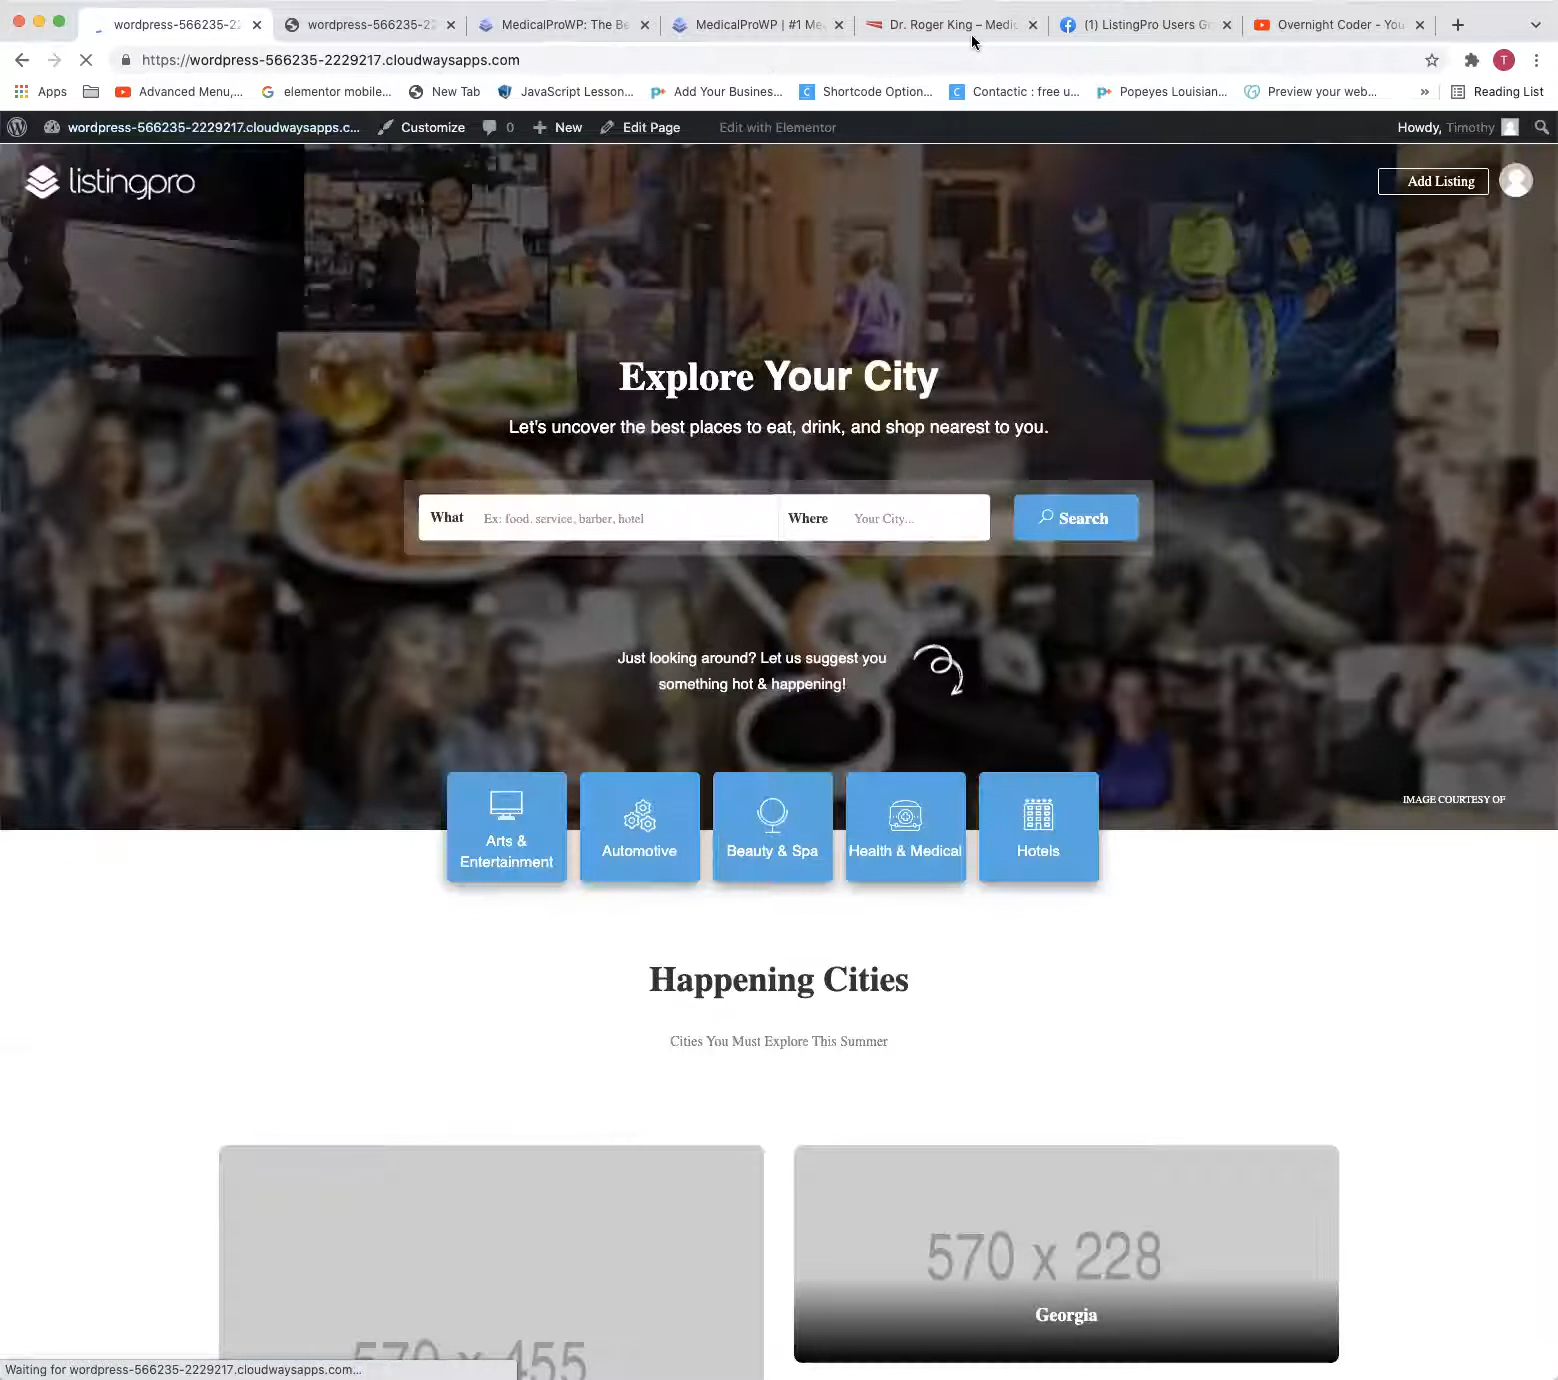 wordpress-566235-22
wordpress-566235-22
MedicalProWP: The Be
MedicalProWP | #1 Me
Dr. Roger King – Medic
(1) ListingPro Users G
Overnight Coder - You
https://wordpress-566235-2229217.cloudwaysapps.com
T
Apps
Advanced Menu,...
elementor mobile...
New Tab
JavaScript Lesson...
Add Your Busines...
Shortcode Option...
Contactic : free u...
Popeyes Louisian...
Preview your web...
»
Reading List
wordpress-566235-2229217.cloudwaysapps.c...
Customize
0
New
Edit Page
Edit with Elementor
Howdy, Timothy
listingpro
Add Listing
Explore Your City
Let's uncover the best places to eat, drink, and shop nearest to you.
What
Ex: food, service, barber, hotel
Where
Your City...
Search
Just looking around? Let us suggest you
something hot & happening!
IMAGE COURTESY OF
Arts &
Entertainment
Automotive
Beauty & Spa
Health & Medical
Hotels
Happening Cities
Cities You Must Explore This Summer
570 x 228
Georgia
570 x 455
Waiting for wordpress-566235-2229217.cloudwaysapps.com...